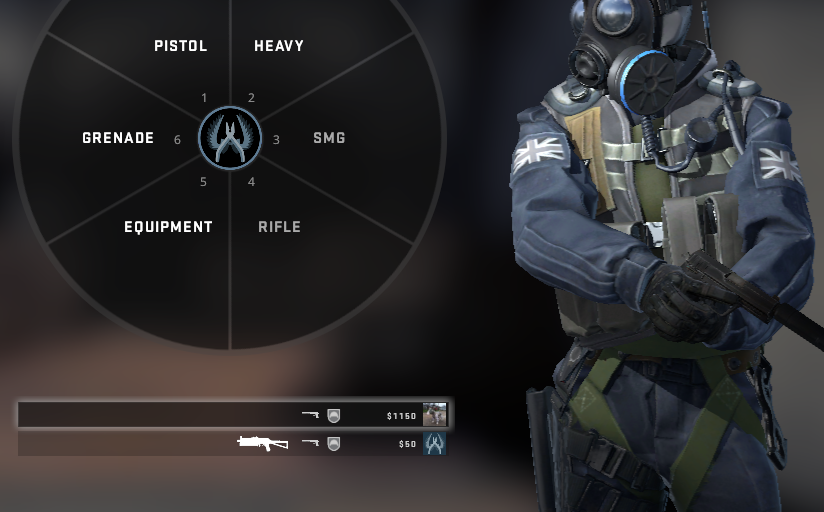 PISTOL HEAVY
1 2
GRENADE 6 3 SMG
5 4
EQUIPMENT RIFLE
$1150
$50